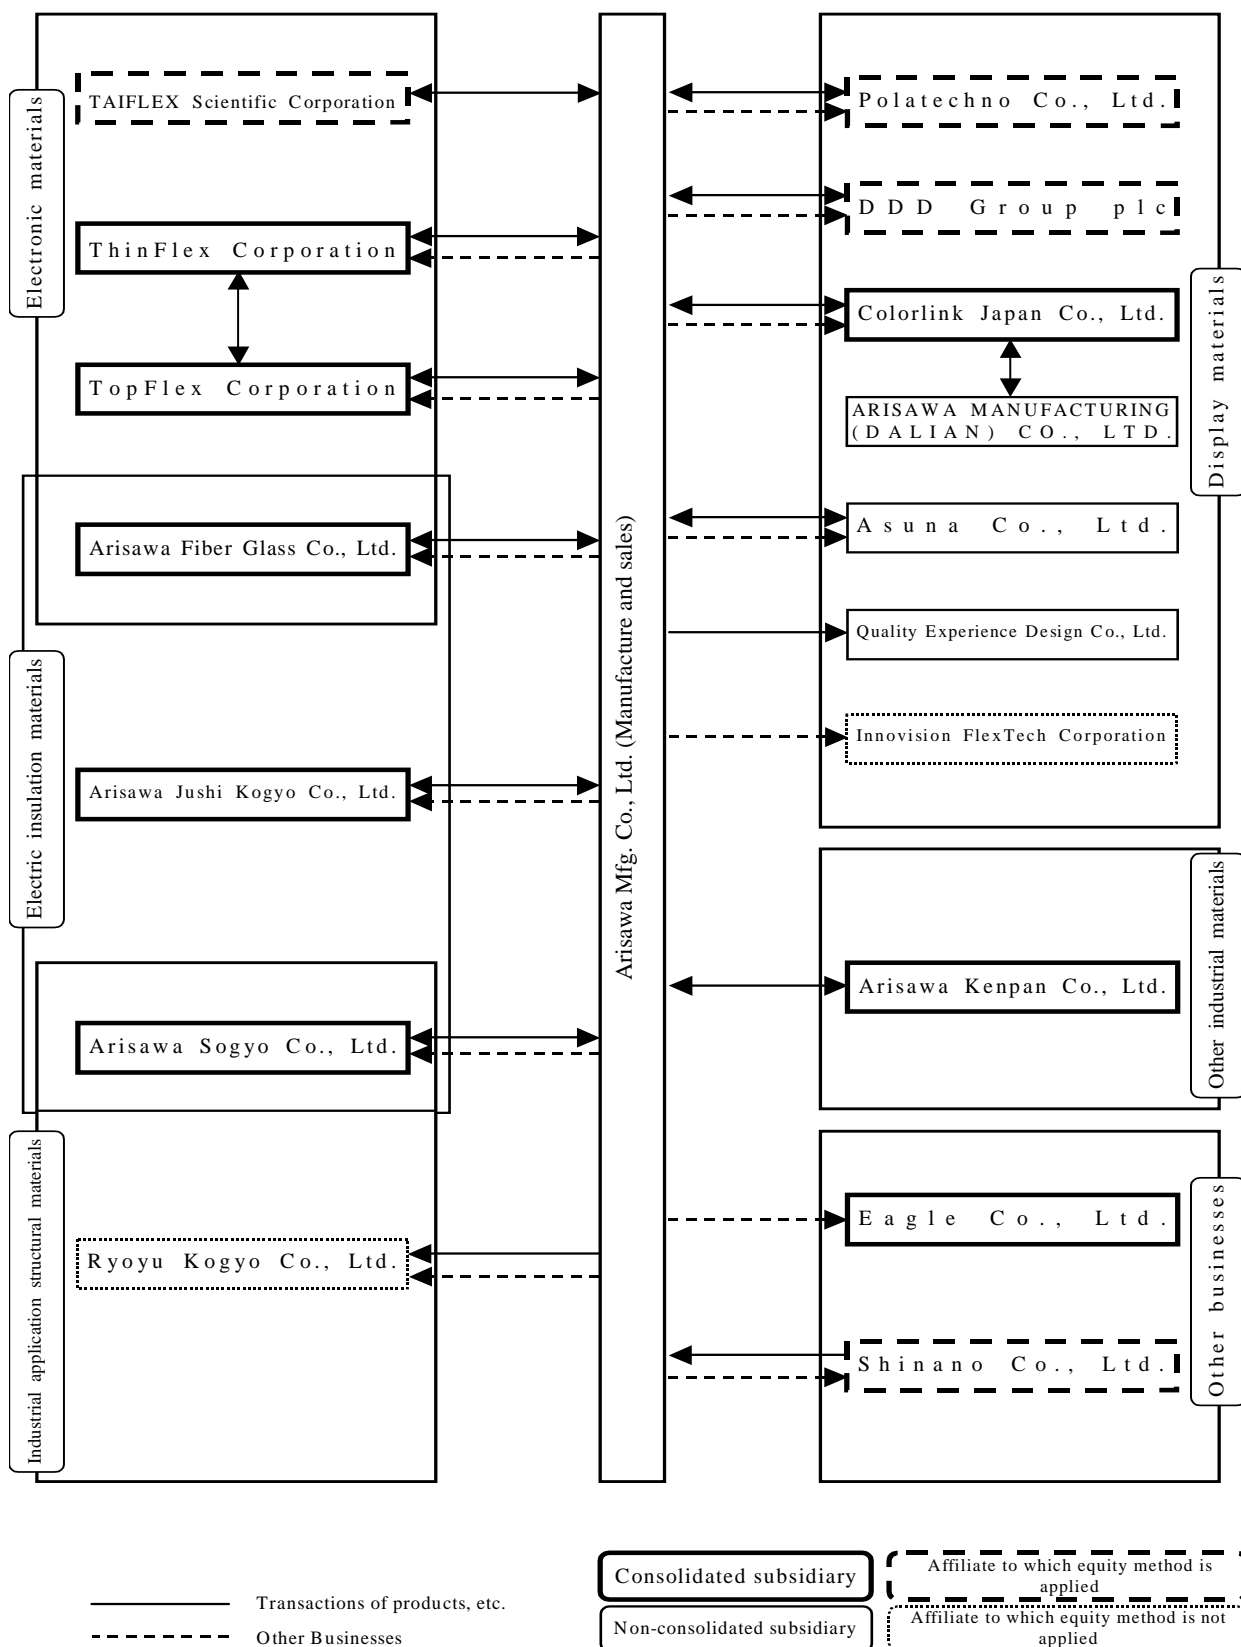 Electronic materials
TAIFLEX Scientific Corporation
ThinFlex Corporation
TopFlex Corporation
Arisawa Fiber Glass Co., Ltd.
Electric insulation materials
Arisawa Jushi Kogyo Co., Ltd.
Arisawa Sogyo Co., Ltd.
Industrial application structural materials
Ryoyu Kogyo Co., Ltd.
Arisawa Mfg. Co., Ltd. (Manufacture and sales)
Polatechno Co., Ltd.
DDD Group plc
Colorlink Japan Co., Ltd.
ARISAWA MANUFACTURING
(DALIAN) CO., LTD.
Asuna Co., Ltd.
Quality Experience Design Co., Ltd.
Innovision FlexTech Corporation
Display materials
Arisawa Kenpan Co., Ltd.
Other industrial materials
Eagle Co., Ltd.
Shinano Co., Ltd.
Other businesses
Transactions of products, etc.
Other Businesses
Consolidated subsidiary
Non-consolidated subsidiary
Affiliate to which equity method is
applied
Affiliate to which equity method is not
applied